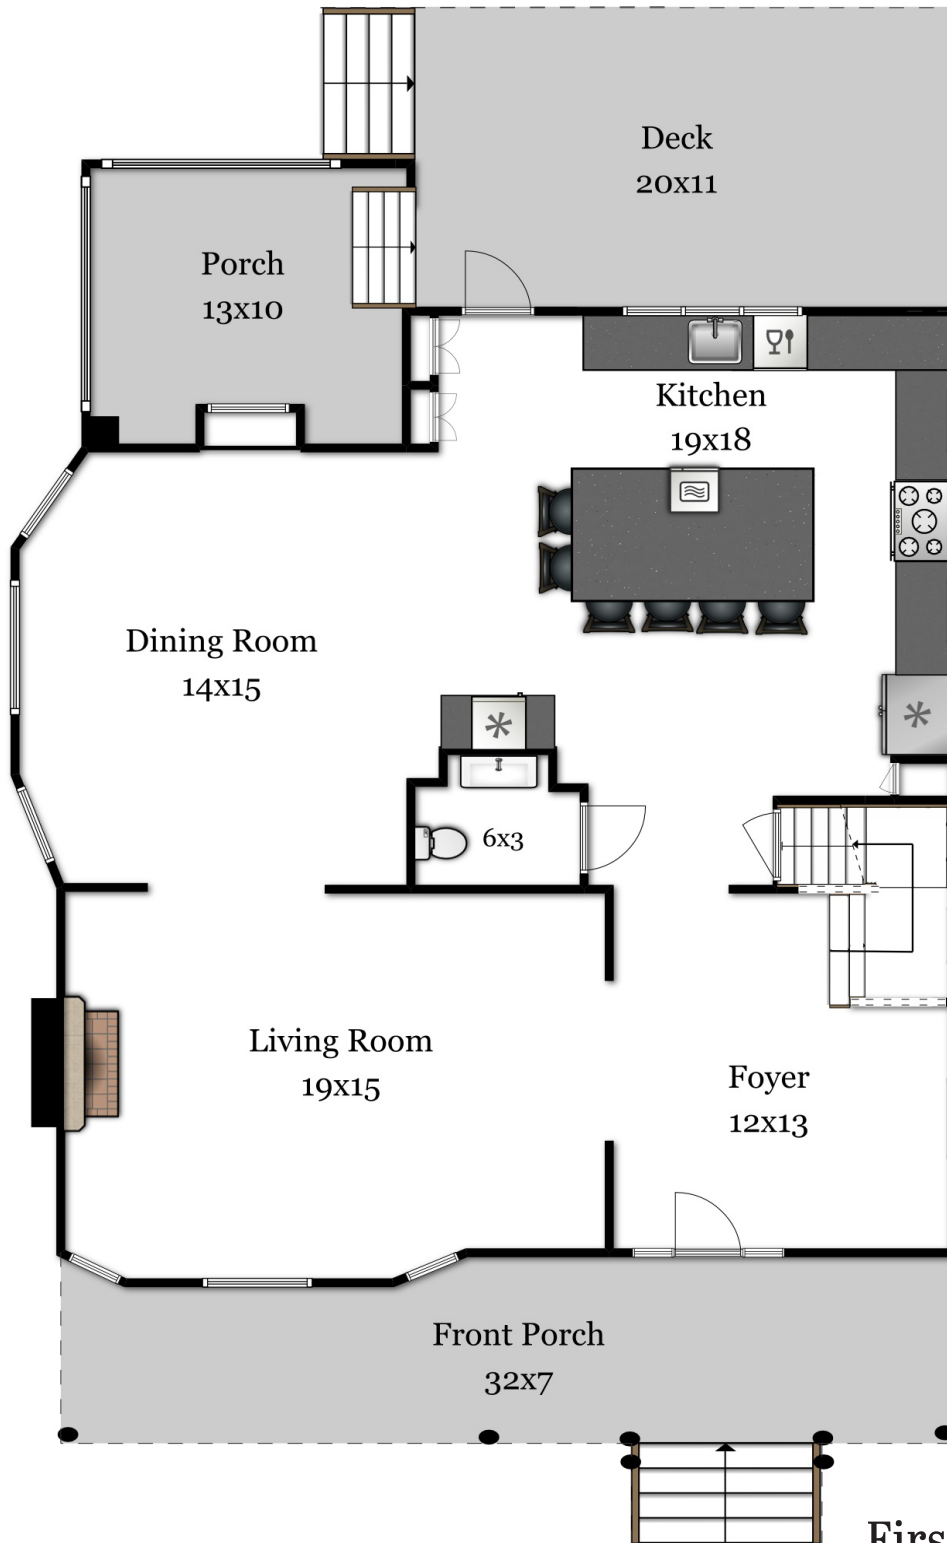 Deck
20x11
Porch
13x10
Kitchen
19x18
Dining Room
14x15
6x3
Living Room
19x15
Foyer
12x13
Front Porch
32x7